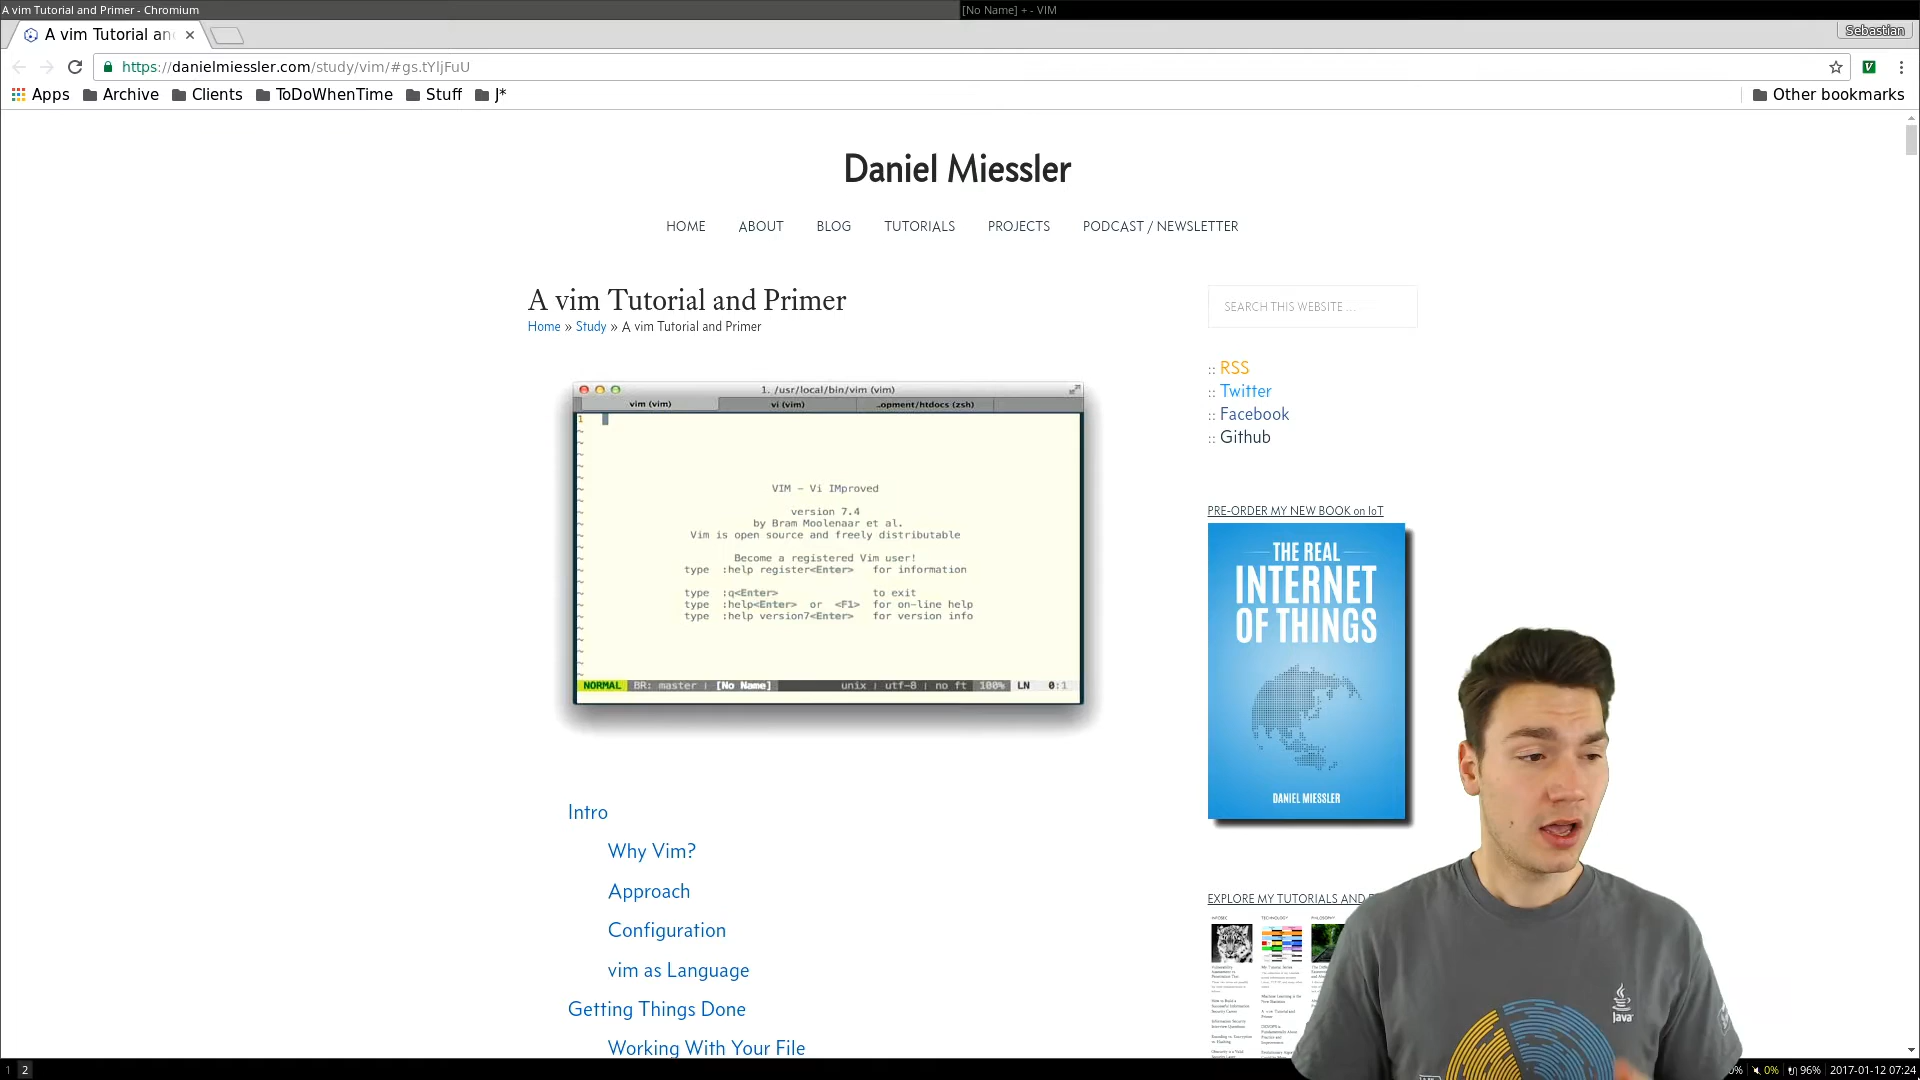 A vim Tutorial and Primer - Chromium
[No Name] + - VIM
A vim Tutorial an
Sebastian
https://danielmiessler.com/study/vim/#gs.tYljFuU
Apps
Archive
Clients
ToDoWhenTime
Stuff
J*
Other bookmarks
Daniel Miessler
HOME
ABOUT
BLOG
TUTORIALS
PROJECTS
PODCAST / NEWSLETTER
A vim Tutorial and Primer
Home » Study » A vim Tutorial and Primer
SEARCH THIS WEBSITE ...
:: RSS
:: Twitter
:: Facebook
:: Github
1. /usr/local/bin/vim (vim)
vim (vim)
vi (vim)
..opment/htdocs (zsh)
1
VIM - Vi IMproved
version 7.4
by Bram Moolenaar et al.
Vim is open source and freely distributable
Become a registered Vim user!
type :help register<Enter> for information
type :q<Enter> to exit
type :help<Enter> or <F1> for on-line help
type :help version7<Enter> for version info
NORMAL BR: master | [No Name] unix | utf-8 | no ft 100% LN 0:1
PRE-ORDER MY NEW BOOK on IoT
THE REAL
INTERNET
OF THINGS
DANIEL MIESSLER
EXPLORE MY TUTORIALS AND
INFOSEC
TECHNOLOGY
PHILOSOPHY
Intro
Why Vim?
Approach
Configuration
vim as Language
Getting Things Done
Working With Your File
Java
1
2
0%
0%
96%
2017-01-12 07:24